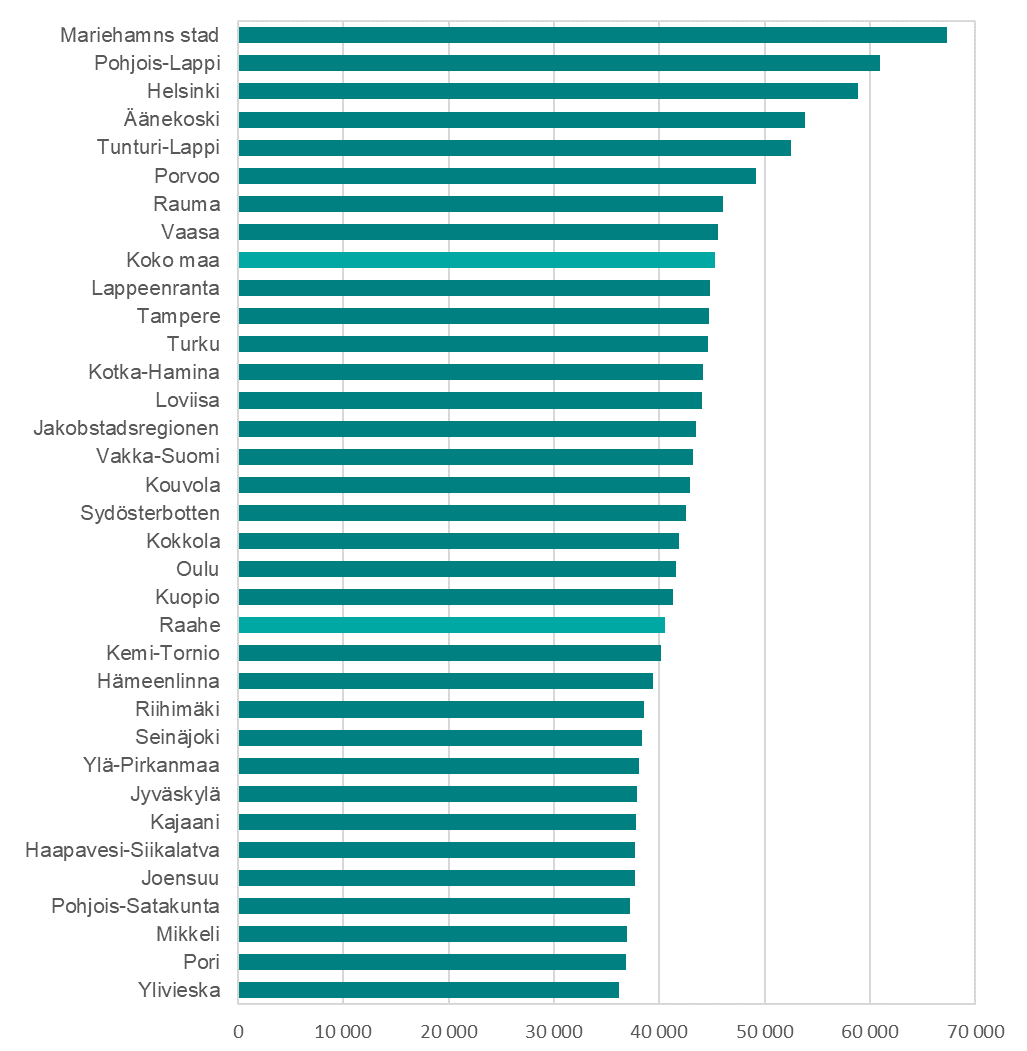 Mariehamns stad
Pohjois-Lappi
Helsinki
Äänekoski
Tunturi-Lappi
Porvoo
Rauma
Vaasa
Koko maa
Lappeenranta
Tampere
Turku
Kotka-Hamina
Loviisa
Jakobstadsregionen
Vakka-Suomi
Kouvola
Sydösterbotten
Kokkola
Oulu
Kuopio
Raahe
Kemi-Tornio
Hämeenlinna
Riihimäki
Seinäjoki
Ylä-Pirkanmaa
Jyväskylä
Kajaani
Haapavesi-Siikalatva
Joensuu
Pohjois-Satakunta
Mikkeli
Pori
Ylivieska
0 10 000 20 000 30 000 40 000 50 000 60 000 70 000